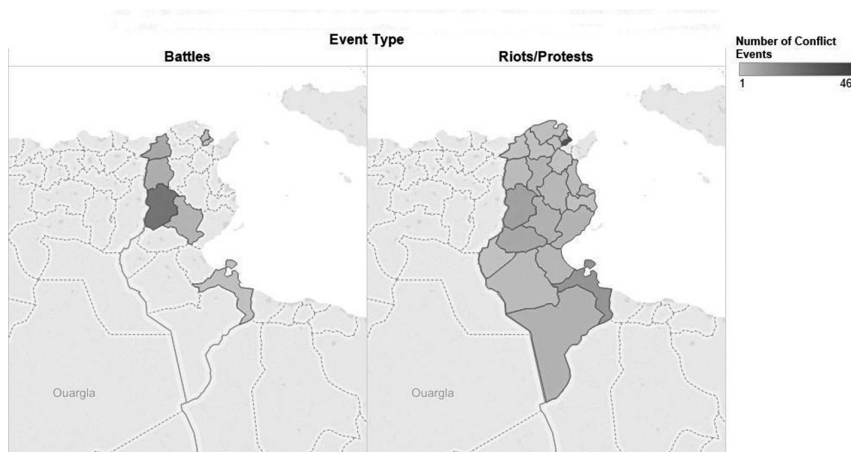 Event Type
Battles
Riots/Protests
Number of Conflict
Events
1
46
Ouargla
Ouargla